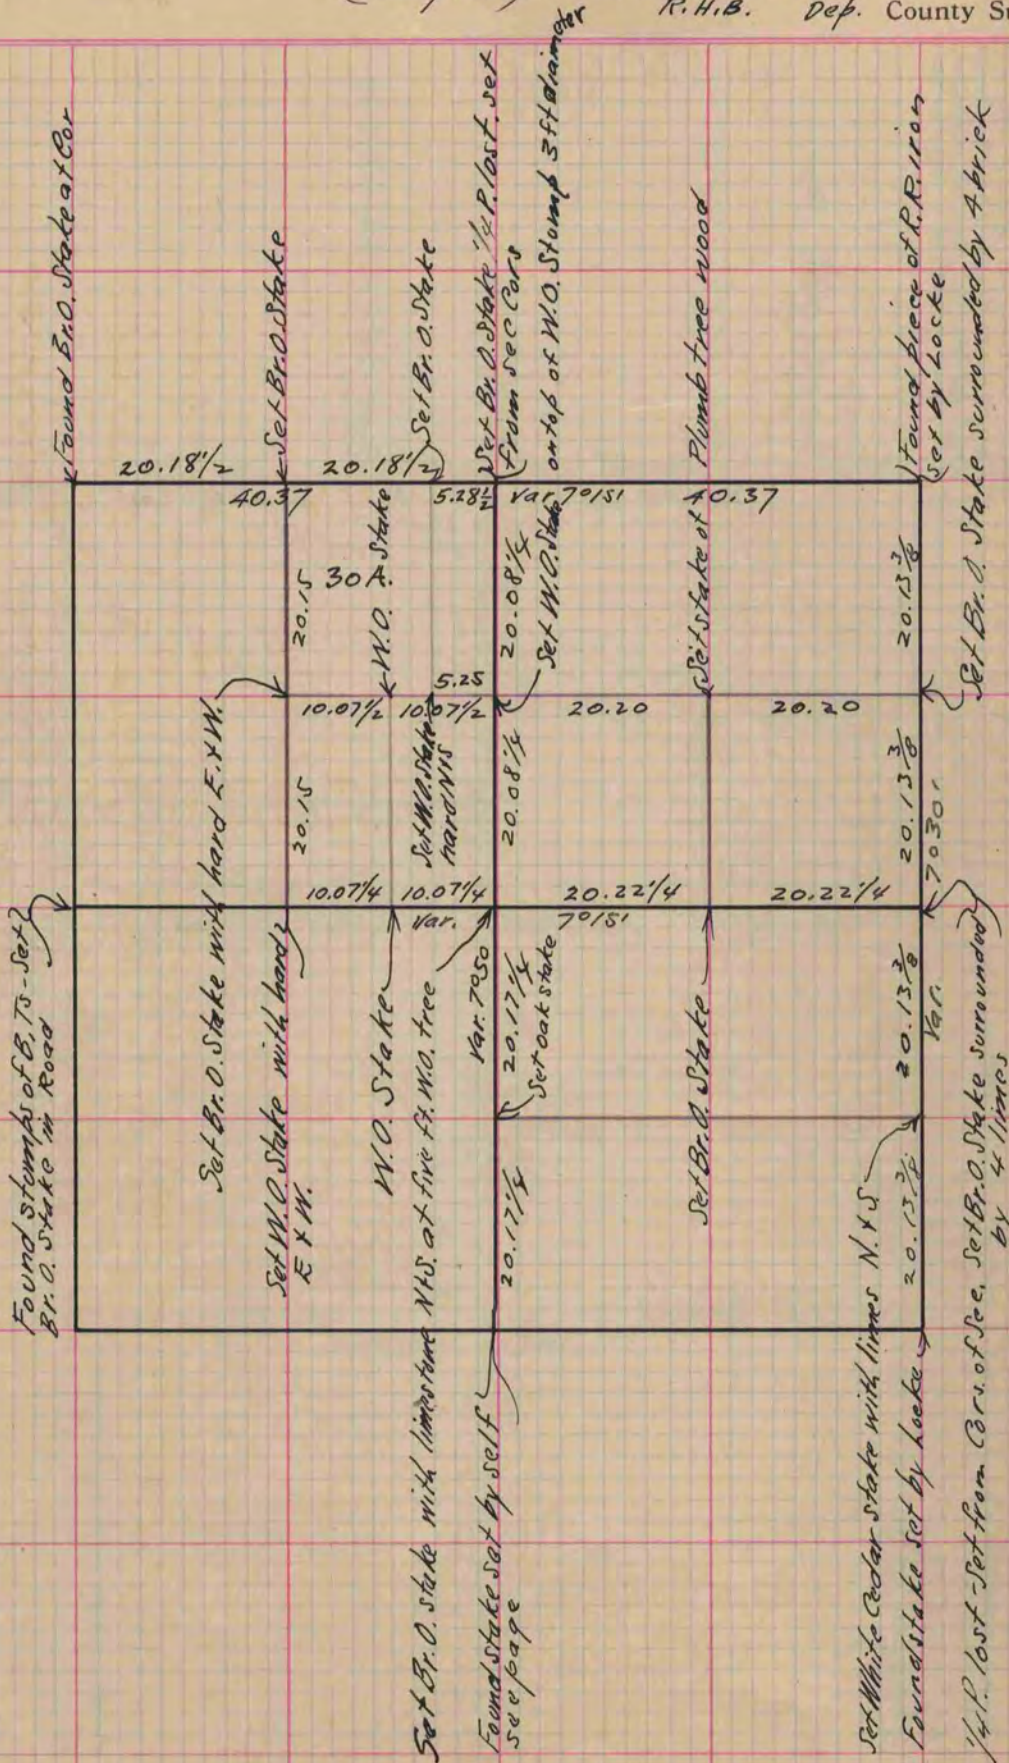 R.H.B. Dep. County Su
Found Br.O. Stake at Cor
Set Br.O. Stake
Set Br.O. Stake
Set Br.O. Stake 1/4 P. lost, set
from sec Cors
on top of W.O. Stump 3 ft diameter
Plumb tree wood
Found piece of R.R. iron
set by Locke
Set Br.O. Stake surrounded by 4 brick
20.18 1/2
20.18 1/2
40.37
5.28 1/2
Var. 7°15'
40.37
20.15
30 A.
W.O. Stake
20.08 1/4
Set W.O. Stake
Set stake of
20.13 3/8
5.25
10.07 1/2
10.07 1/2
20.20
20.20
Set Br.O. Stake with hard E. & W.
20.15
Set W.O. Stake
hard N&S
20.08 1/4
20.13 3/8
7°30'
10.07 1/4
10.07 1/4
20.22 1/4
20.22 1/4
Var.
7°15'
Found stumps of B, Ts - Set
Br. O. Stake in Road
Set W.O. Stake with hard
E & W.
W.O. Stake
Set Br.O. stake with limestone N&S. at five ft. W.O. tree
Var. 7°50
20.17 1/4
Set oak stake
Set Br.O. Stake
20.13 3/8
Var.
20.17 1/4
20.13 3/8
Found stake set by self
see page
Set White Cedar stake with limes N. & S.
Found stake set by Locke
1/4 P. lost - Set from Cors. of Sec. Set Br.O. Stake surrounded
by 4 limes